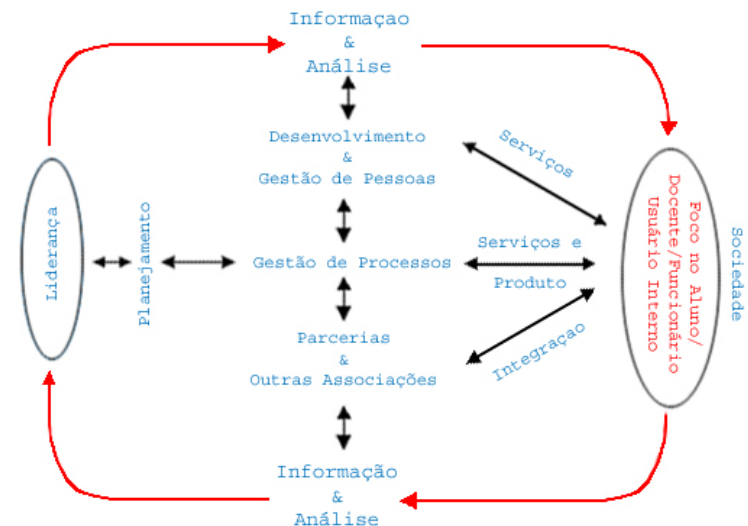 Informaçao
&
Análise
Desenvolvimento
&
Gestão de Pessoas
Serviços
Liderança
Planejamento
Gestão de Processos
Serviços e
Produto
Foco no Aluno/
Docente/Funcionário
Usuário Interno
Sociedade
Parcerias
&
Outras Associações
Integraçao
Informação
&
Análise